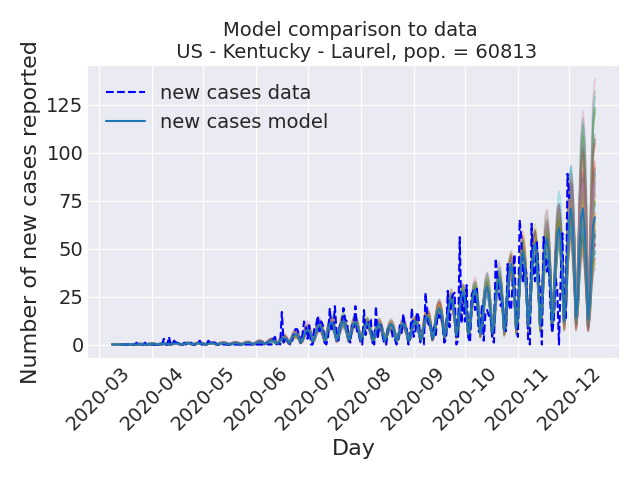 Model comparison to data
US - Kentucky - Laurel, pop. = 60813
Number of new cases reported
new cases data
new cases model
125
100
75
50
25
0
2020-03
2020-04
2020-05
2020-06
2020-07
2020-08
2020-09
2020-10
2020-11
2020-12
Day